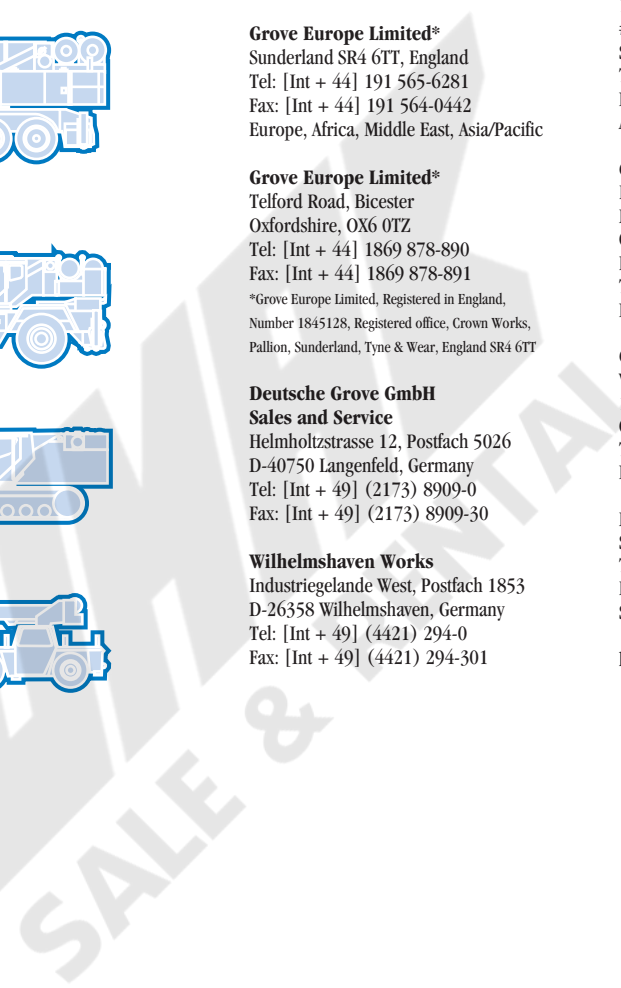 Grove Europe Limited*
Sunderland SR4 6TT, England
Tel: [Int + 44] 191 565-6281
Fax: [Int + 44] 191 564-0442
Europe, Africa, Middle East, Asia/Pacific
Grove Europe Limited*
Telford Road, Bicester
Oxfordshire, OX6 0TZ
Tel: [Int + 44] 1869 878-890
Fax: [Int + 44] 1869 878-891
*Grove Europe Limited, Registered in England,
Number 1845128, Registered office, Crown Works,
Pallion, Sunderland, Tyne & Wear, England SR4 6TT
Deutsche Grove GmbH
Sales and Service
Helmholtzstrasse 12, Postfach 5026
D-40750 Langenfeld, Germany
Tel: [Int + 49] (2173) 8909-0
Fax: [Int + 49] (2173) 8909-30
Wilhelmshaven Works
Industriegelande West, Postfach 1853
D-26358 Wilhelmshaven, Germany
Tel: [Int + 49] (4421) 294-0
Fax: [Int + 49] (4421) 294-301
SALE & RENTAL